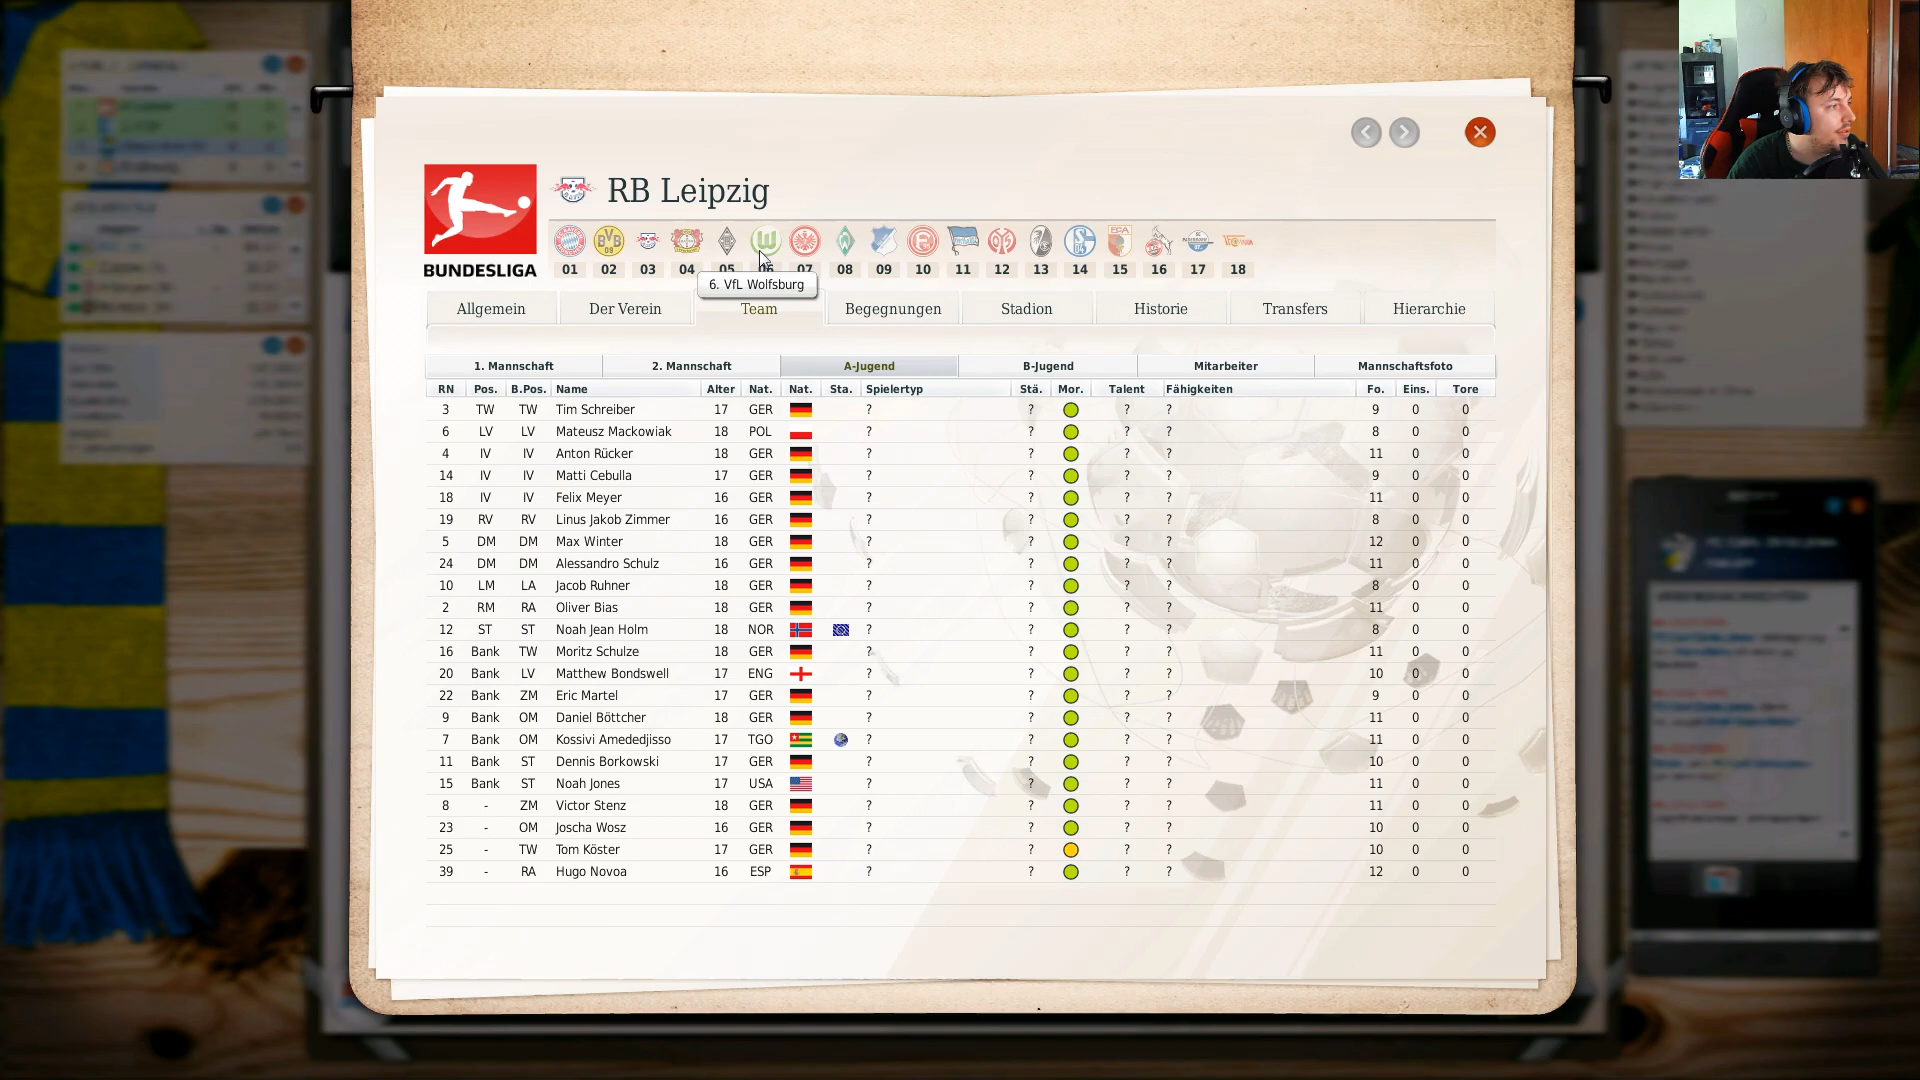 RB Leipzig
BUNDESLIGA
01 02 03 04 05 06 07 08 09 10 11 12 13 14 15 16 17 18
6. VfL Wolfsburg
Allgemein Der Verein Team Begegnungen Stadion Historie Transfers Hierarchie
1. Mannschaft 2. Mannschaft A-Jugend B-Jugend Mitarbeiter Mannschaftsfoto
RN Pos. B.Pos. Name Alter Nat. Nat. Sta. Spielertyp Stä. Mor. Talent Fähigkeiten Fo. Eins. Tore
3 TW TW Tim Schreiber 17 GER ? ? ? ? 9 0 0
6 LV LV Mateusz Mackowiak 18 POL ? ? ? ? 8 0 0
4 IV IV Anton Rücker 18 GER ? ? ? ? 11 0 0
14 IV IV Matti Cebulla 17 GER ? ? ? ? 9 0 0
18 IV IV Felix Meyer 16 GER ? ? ? ? 11 0 0
19 RV RV Linus Jakob Zimmer 16 GER ? ? ? ? 8 0 0
5 DM DM Max Winter 18 GER ? ? ? ? 12 0 0
24 DM DM Alessandro Schulz 16 GER ? ? ? ? 11 0 0
10 LM LA Jacob Ruhner 18 GER ? ? ? ? 8 0 0
2 RM RA Oliver Bias 18 GER ? ? ? ? 11 0 0
12 ST ST Noah Jean Holm 18 NOR ? ? ? ? 8 0 0
16 Bank TW Moritz Schulze 18 GER ? ? ? ? 11 0 0
20 Bank LV Matthew Bondswell 17 ENG ? ? ? ? 10 0 0
22 Bank ZM Eric Martel 17 GER ? ? ? ? 9 0 0
9 Bank OM Daniel Böttcher 18 GER ? ? ? ? 11 0 0
7 Bank OM Kossivi Amededjisso 17 TGO ? ? ? ? 11 0 0
11 Bank ST Dennis Borkowski 17 GER ? ? ? ? 10 0 0
15 Bank ST Noah Jones 17 USA ? ? ? ? 11 0 0
8 - ZM Victor Stenz 18 GER ? ? ? ? 11 0 0
23 - OM Joscha Wosz 16 GER ? ? ? ? 10 0 0
25 - TW Tom Köster 17 GER ? ? ? ? 10 0 0
39 - RA Hugo Novoa 16 ESP ? ? ? ? 12 0 0